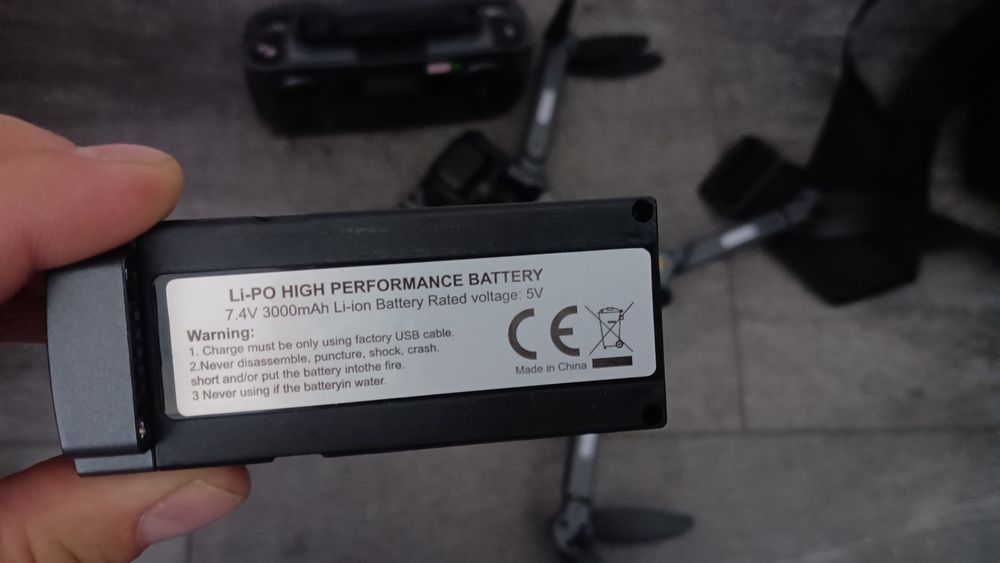 Li-PO HIGH PERFORMANCE BATTERY
7.4V 3000mAh Li-ion Battery Rated voltage: 5V
Warning:
1. Charge must be only using factory USB cable.
2.Never disassemble, puncture, shock, crash.
short and/or put the battery intothe fire.
3 Never using if the batteryin water.
CE
Made in China